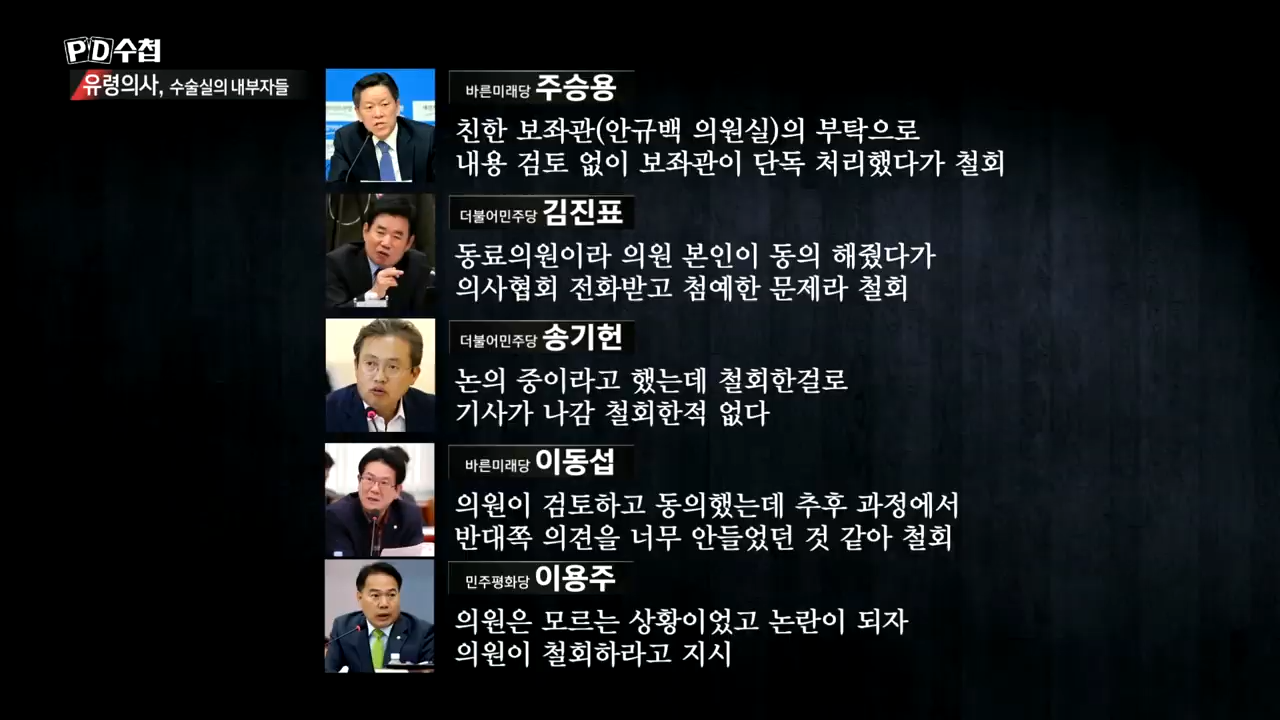 PD수첩
유령의사, 수술실의 내부자들
바른미래당 주승용
친한 보좌관(안규백 의원실)의 부탁으로
내용 검토 없이 보좌관이 단독 처리했다가 철회
더불어민주당 김진표
동료의원이라 의원 본인이 동의 해줬다가
의사협회 전화받고 첨예한 문제라 철회
더불어민주당 송기헌
논의 중이라고 했는데 철회한걸로
기사가 나감 철회한적 없다
바른미래당 이동섭
의원이 검토하고 동의했는데 추후 과정에서
반대쪽 의견을 너무 안들었던 것 같아 철회
민주평화당 이용주
의원은 모르는 상황이었고 논란이 되자
의원이 철회하라고 지시